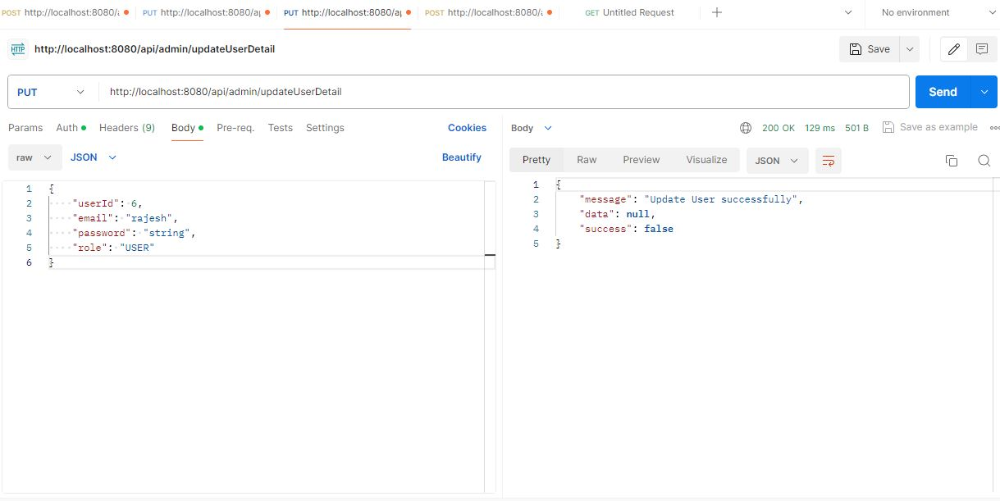 POST http://localhost:8080/a PUT http://localhost:8080/ap PUT http://localhost:8080/ap POST http://localhost:8080/a GET Untitled Request No environment
HTTP http://localhost:8080/api/admin/updateUserDetail Save
PUT http://localhost:8080/api/admin/updateUserDetail Send
Params Auth Headers (9) Body Pre-req. Tests Settings Cookies
raw JSON Beautify
1 {
2 "userId": 6,
3 "email": "rajesh",
4 "password": "string",
5 "role": "USER"
6 }
Body 200 OK 129 ms 501 B Save as example
Pretty Raw Preview Visualize JSON
1 {
2 "message": "Update User successfully",
3 "data": null,
4 "success": false
5 }